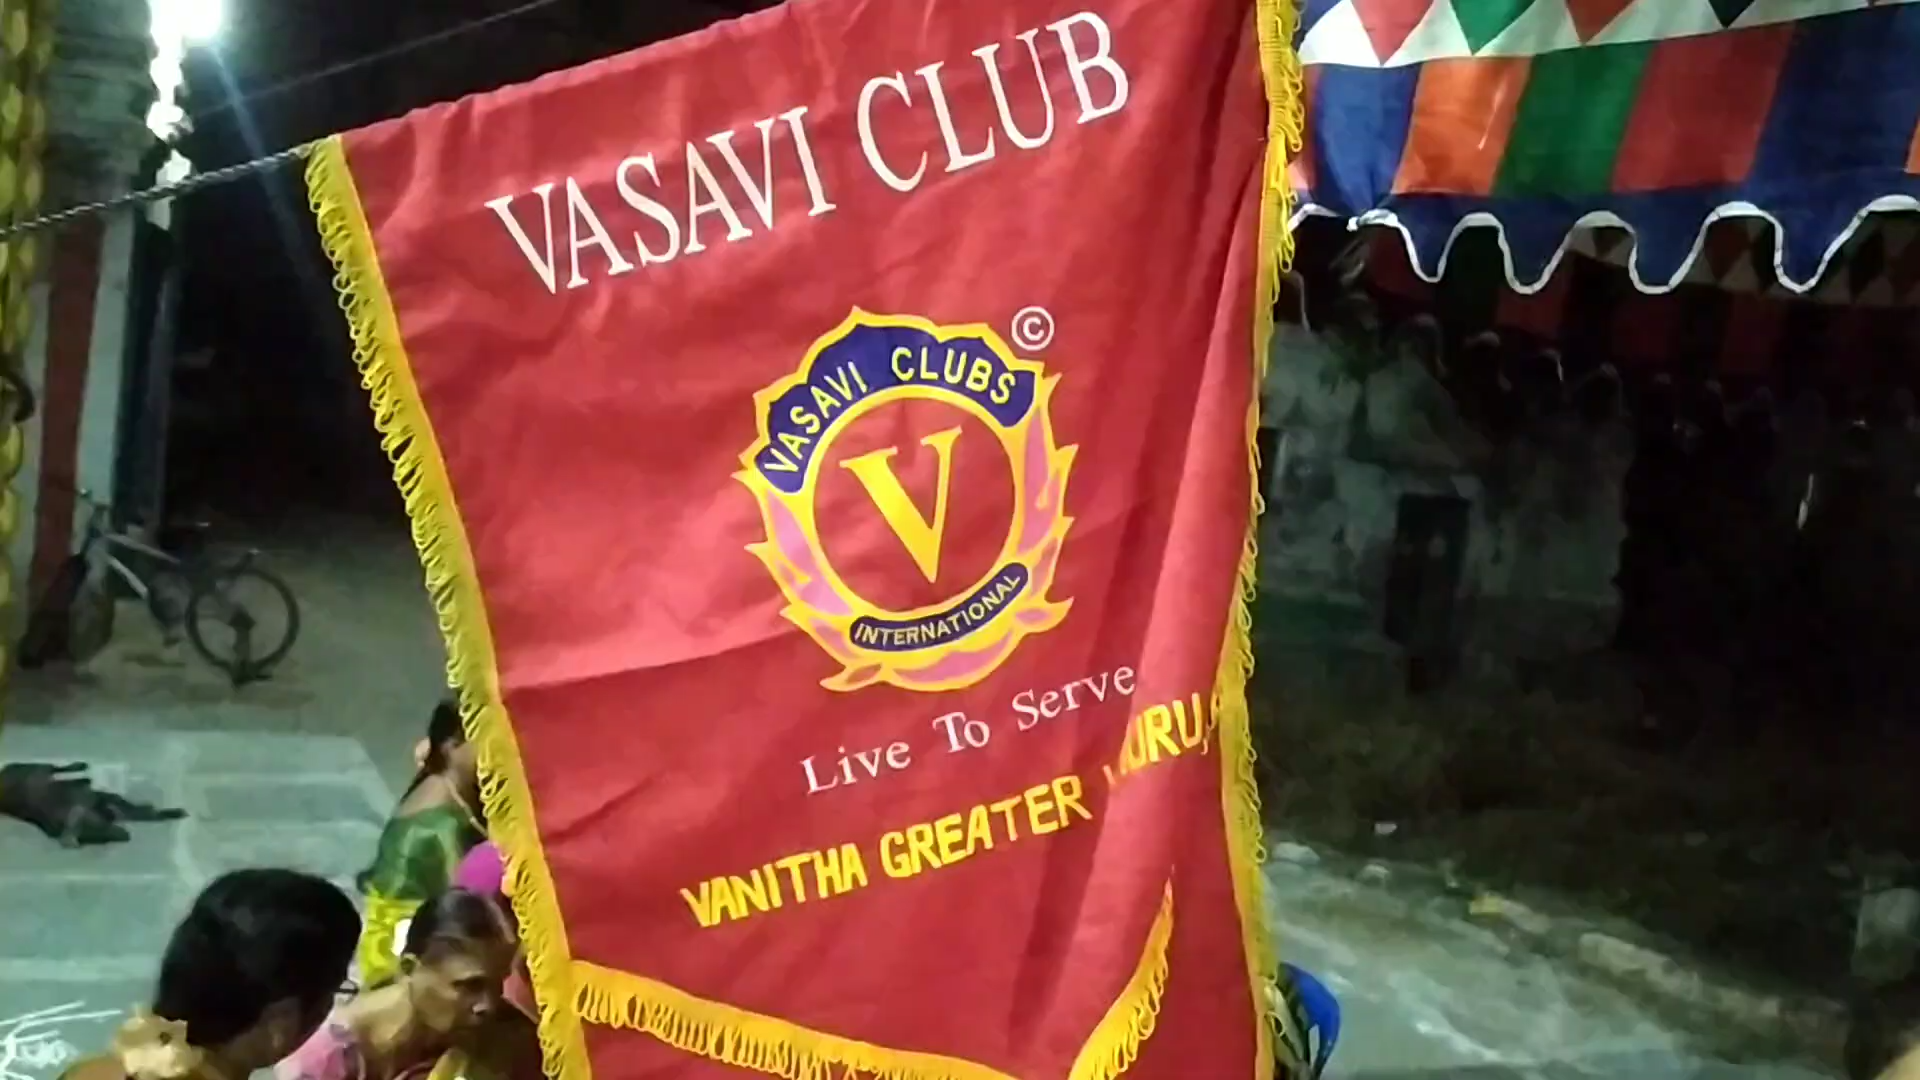 VASAVI CLUB
©
VASAVI CLUBS
V
INTERNATIONAL
Live To Serve
VANITHA GREATER